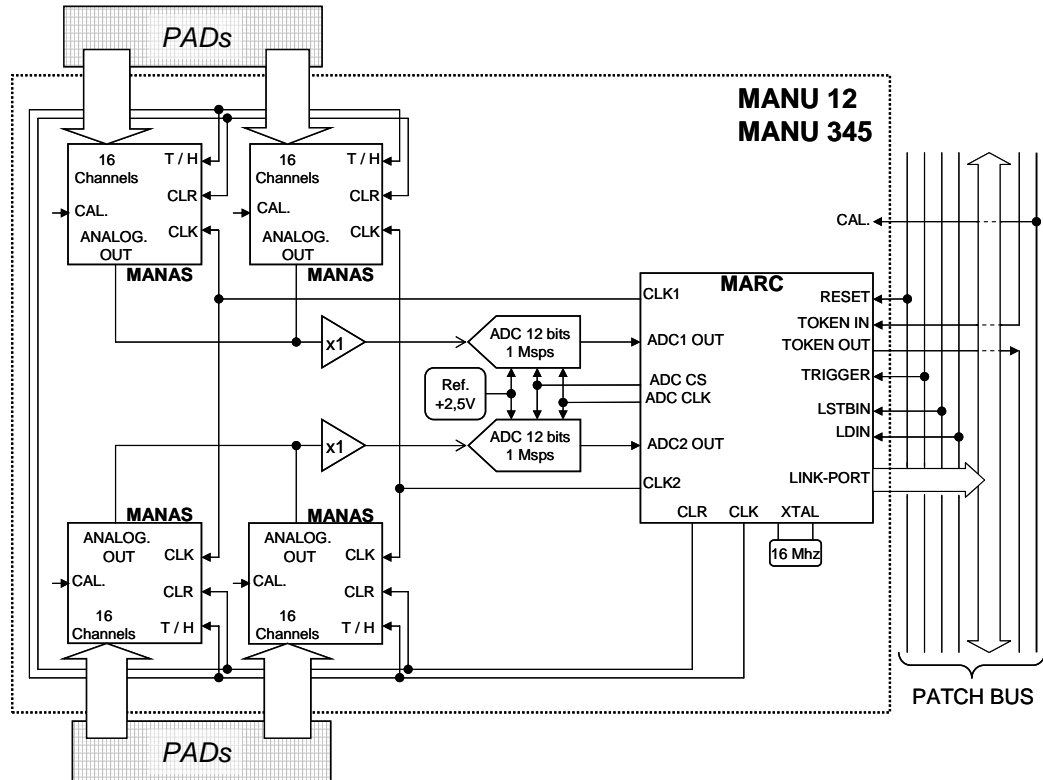 PADs
MANU 12
MANU 345
16
Channels
T / H
CLR
CAL.
CLK
ANALOG.
OUT
MANAS
16
Channels
T / H
CLR
CAL.
CLK
ANALOG.
OUT
MANAS
x1
ADC 12 bits
1 Msps
Ref.
+2,5V
x1
ADC 12 bits
1 Msps
MARC
CLK1
ADC1 OUT
ADC CS
ADC CLK
ADC2 OUT
CLK2
CLR
CLK
XTAL
16 Mhz
CAL.
RESET
TOKEN IN
TOKEN OUT
TRIGGER
LSTBIN
LDIN
LINK-PORT
PATCH BUS
MANAS
ANALOG.
OUT
CLK
CAL.
CLR
16
Channels
T / H
MANAS
ANALOG.
OUT
CLK
CAL.
CLR
16
Channels
T / H
PADs